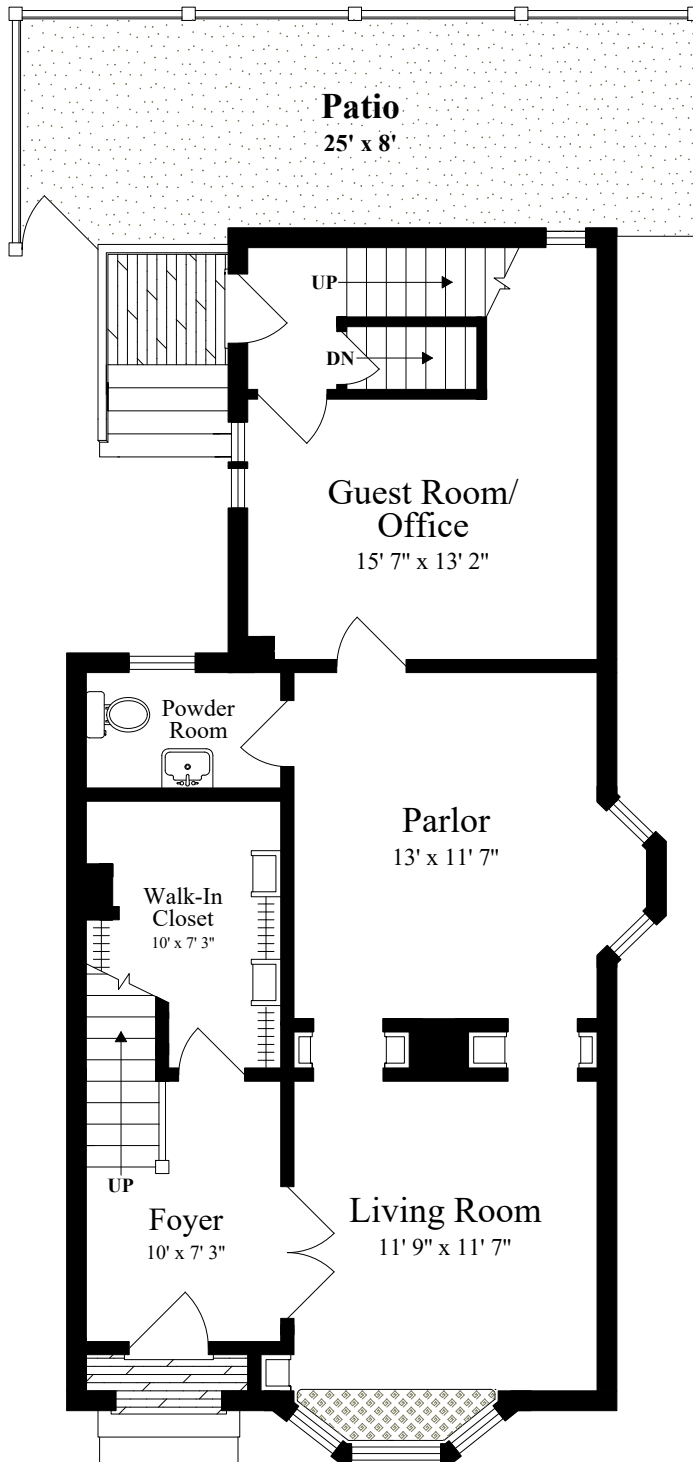 Patio
25' x 8'
UP
DN
Guest Room/
Office
15' 7" x 13' 2"
Powder
Room
Parlor
13' x 11' 7"
Walk-In
Closet
10' x 7' 3"
UP
Foyer
10' x 7' 3"
Living Room
11' 9" x 11' 7"